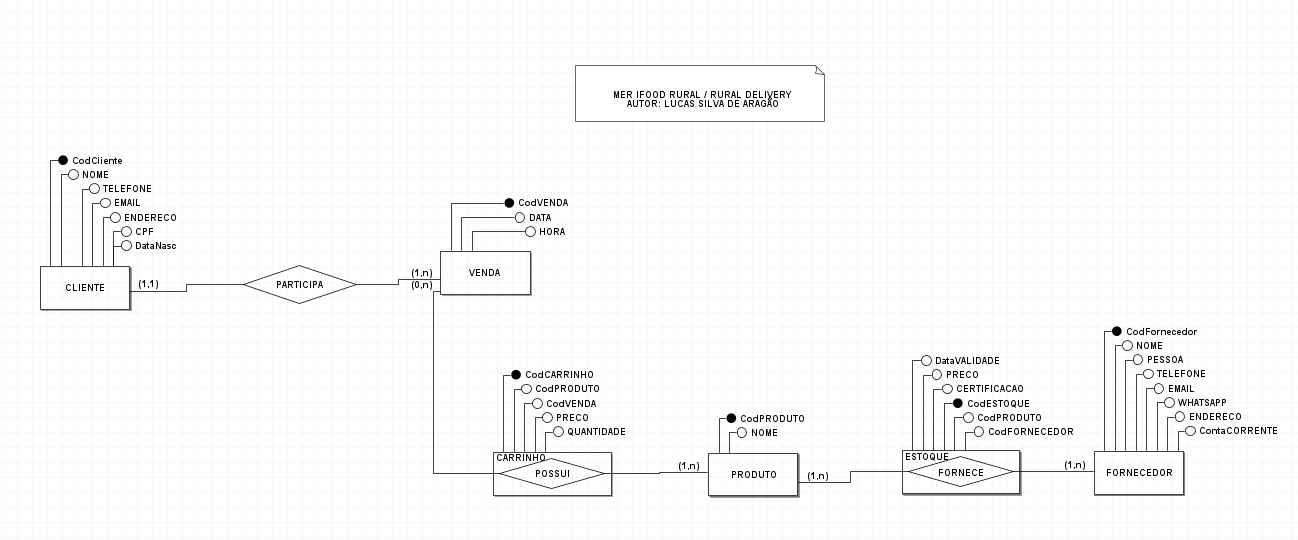 MER IFOOD RURAL / RURAL DELIVERY
AUTOR: LUCAS SILVA DE ARAGÃO
CodCliente
NOME
TELEFONE
EMAIL
ENDERECO
CPF
DataNasc
CLIENTE
(1,1)
PARTICIPA
(1,n)
(0,n)
CodVENDA
DATA
HORA
VENDA
CodCARRINHO
CodPRODUTO
CodVENDA
PRECO
QUANTIDADE
CARRINHO
POSSUI
(1,n)
CodPRODUTO
NOME
PRODUTO
(1,n)
DataVALIDADE
PRECO
CERTIFICACAO
CodESTOQUE
CodPRODUTO
CodFORNECEDOR
ESTOQUE
FORNECE
(1,n)
CodFornecedor
NOME
PESSOA
TELEFONE
EMAIL
WHATSAPP
ENDERECO
ContaCORRENTE
FORNECEDOR